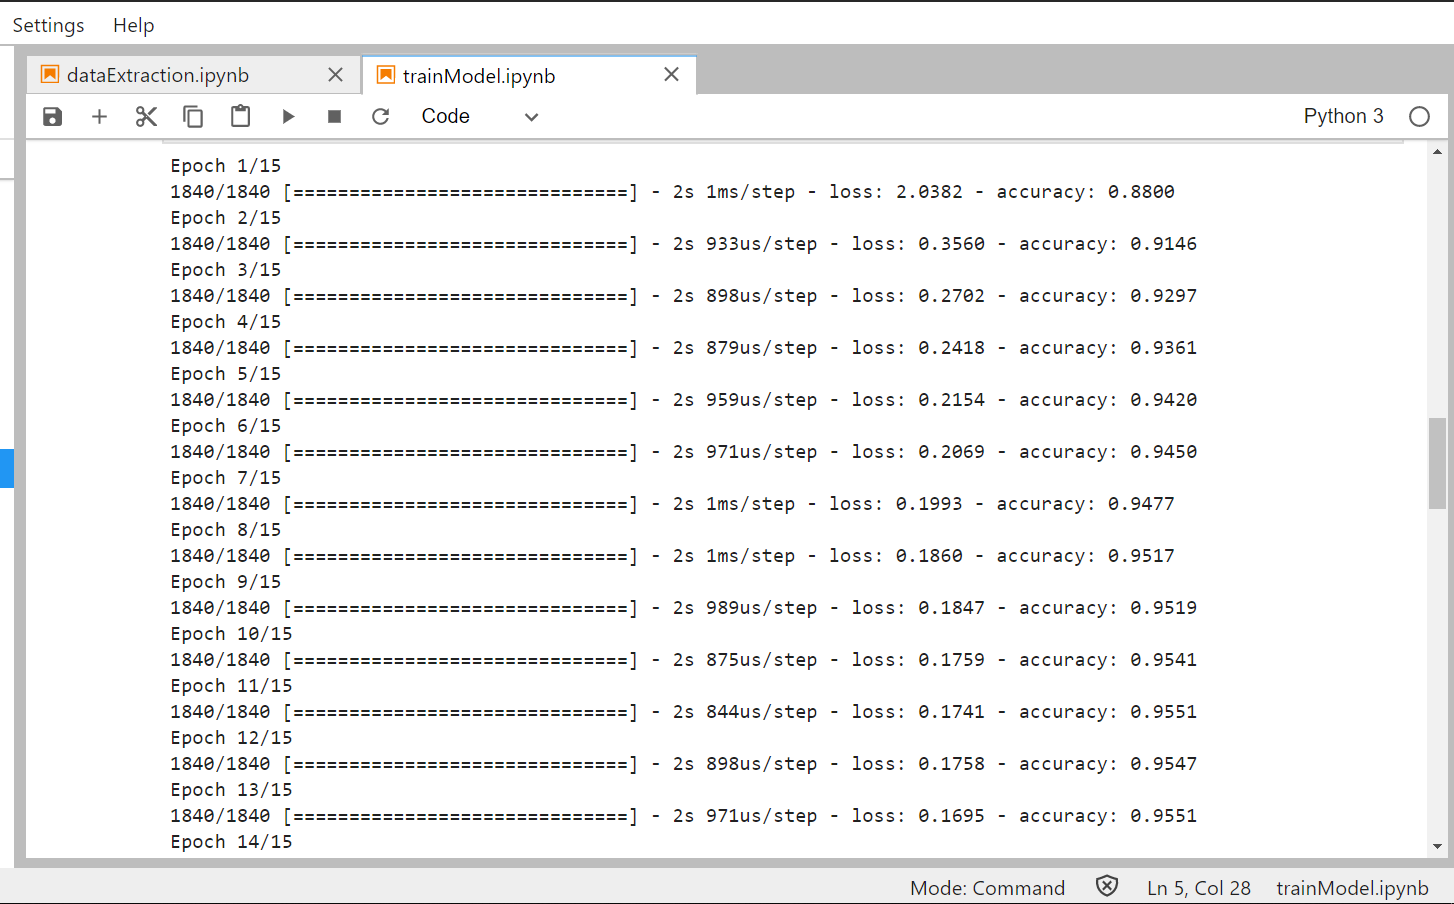 Settings Help
dataExtraction.ipynb trainModel.ipynb
Code Python 3
Epoch 1/15
1840/1840 [==============================] - 2s 1ms/step - loss: 2.0382 - accuracy: 0.8800
Epoch 2/15
1840/1840 [==============================] - 2s 933us/step - loss: 0.3560 - accuracy: 0.9146
Epoch 3/15
1840/1840 [==============================] - 2s 898us/step - loss: 0.2702 - accuracy: 0.9297
Epoch 4/15
1840/1840 [==============================] - 2s 879us/step - loss: 0.2418 - accuracy: 0.9361
Epoch 5/15
1840/1840 [==============================] - 2s 959us/step - loss: 0.2154 - accuracy: 0.9420
Epoch 6/15
1840/1840 [==============================] - 2s 971us/step - loss: 0.2069 - accuracy: 0.9450
Epoch 7/15
1840/1840 [==============================] - 2s 1ms/step - loss: 0.1993 - accuracy: 0.9477
Epoch 8/15
1840/1840 [==============================] - 2s 1ms/step - loss: 0.1860 - accuracy: 0.9517
Epoch 9/15
1840/1840 [==============================] - 2s 989us/step - loss: 0.1847 - accuracy: 0.9519
Epoch 10/15
1840/1840 [==============================] - 2s 875us/step - loss: 0.1759 - accuracy: 0.9541
Epoch 11/15
1840/1840 [==============================] - 2s 844us/step - loss: 0.1741 - accuracy: 0.9551
Epoch 12/15
1840/1840 [==============================] - 2s 898us/step - loss: 0.1758 - accuracy: 0.9547
Epoch 13/15
1840/1840 [==============================] - 2s 971us/step - loss: 0.1695 - accuracy: 0.9551
Epoch 14/15
Mode: Command Ln 5, Col 28 trainModel.ipynb